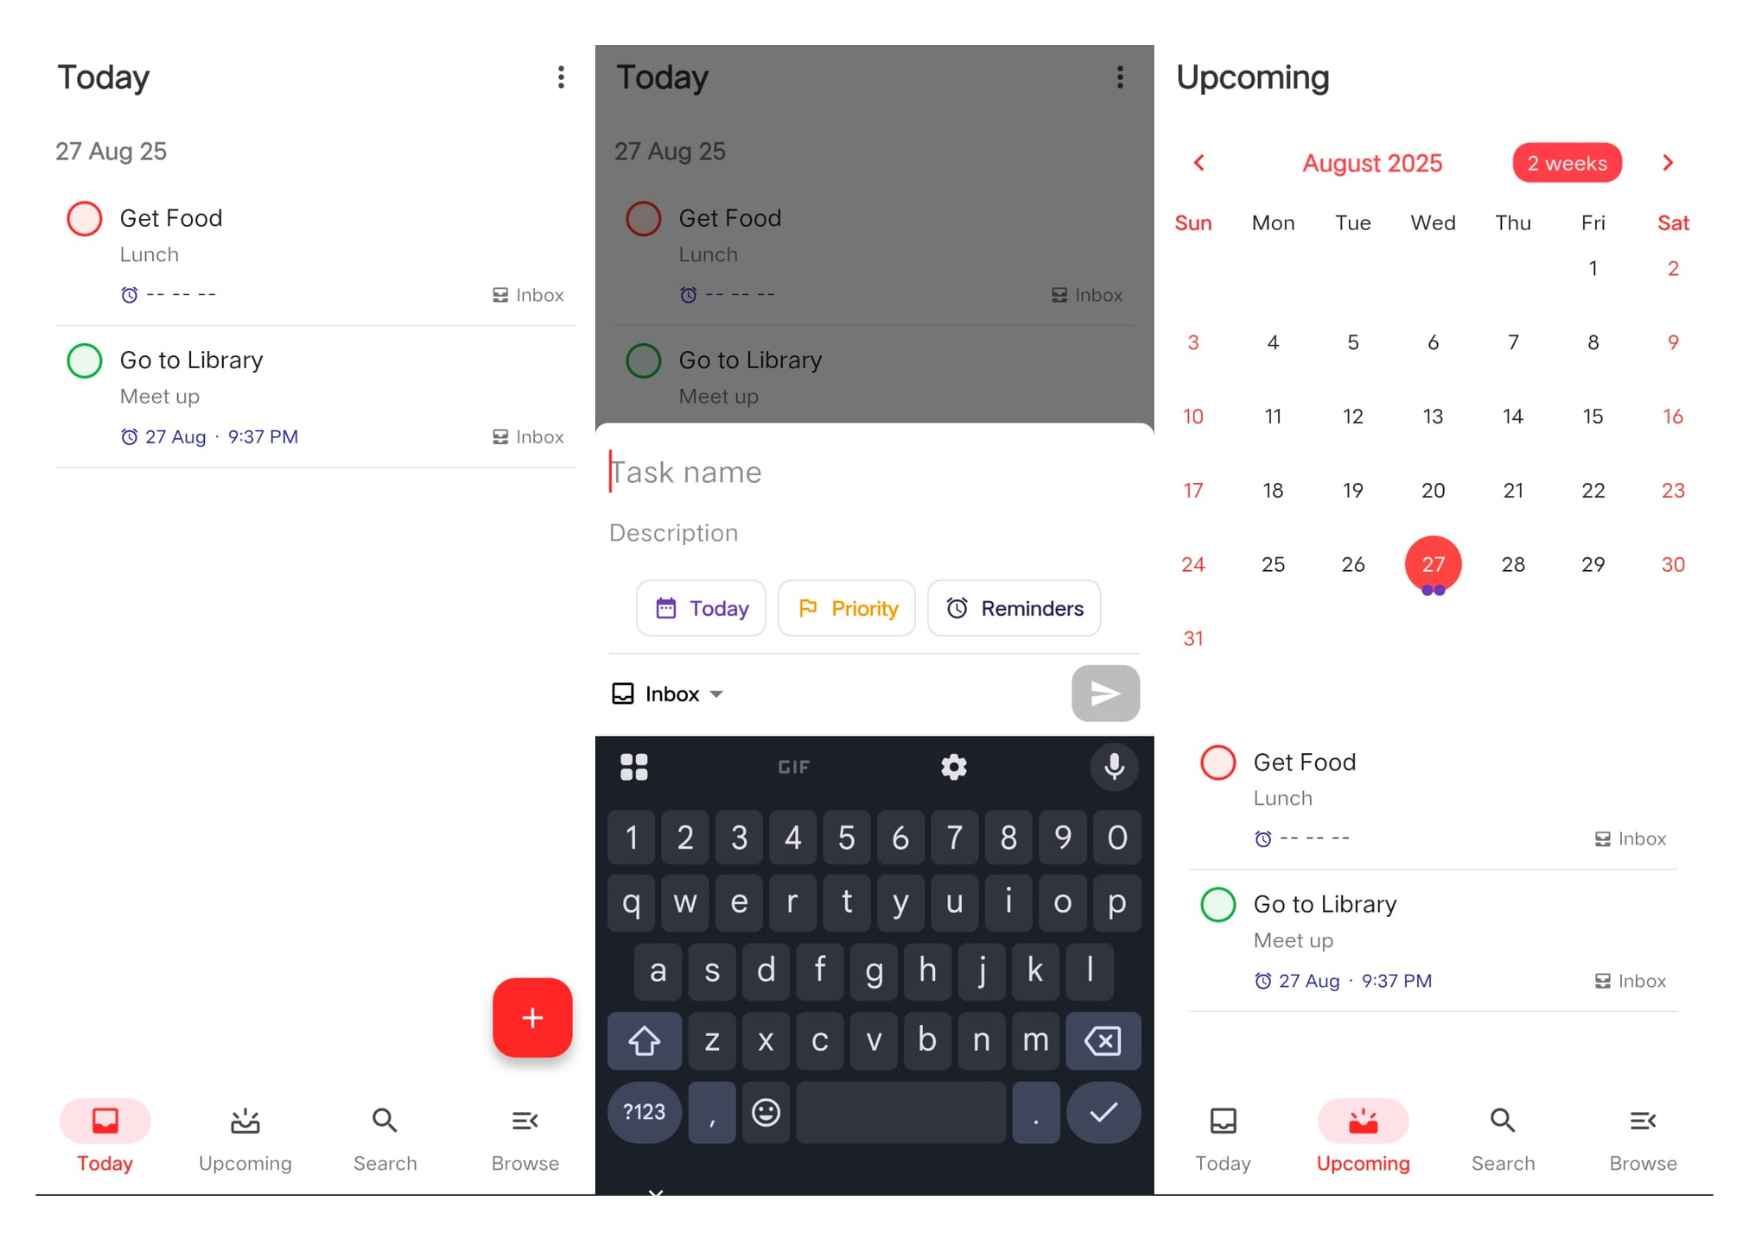 Today
27 Aug 25
Get Food
Lunch
-- -- --
Inbox
Go to Library
Meet up
27 Aug · 9:37 PM
Inbox
Today
Upcoming
Search
Browse
Today
27 Aug 25
Get Food
Lunch
-- -- --
Inbox
Go to Library
Meet up
Task name
Description
Today Priority Reminders
Inbox
GIF
1 2 3 4 5 6 7 8 9 0
q w e r t y u i o p
a s d f g h j k l
z x c v b n m
?123 , .
Upcoming
August 2025 2 weeks
Sun Mon Tue Wed Thu Fri Sat
1 2
3 4 5 6 7 8 9
10 11 12 13 14 15 16
17 18 19 20 21 22 23
24 25 26 27 28 29 30
31
Get Food
Lunch
-- -- --
Inbox
Go to Library
Meet up
27 Aug · 9:37 PM
Inbox
Today
Upcoming
Search
Browse